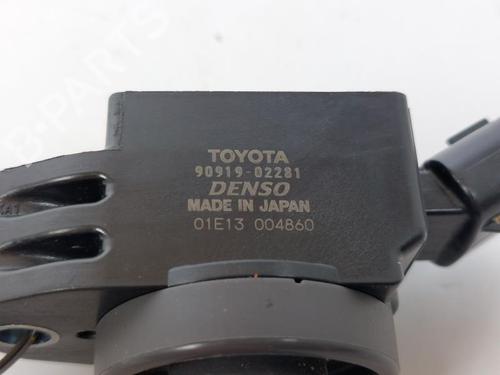 TOYOTA
90919-02281
DENSO
MADE IN JAPAN
01E13 004860